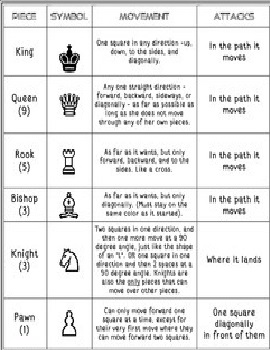 PIECE SYMBOL MOVEMENT ATTACKS
King
One square in any direction -up,
down, to the sides, and
diagonally.
In the path it
moves
Queen
(9)
Any one straight direction -
forward, backward, sideways, or
diagonally - as far as possible as
long as she does not move
through any of her own pieces.
In the path it
moves
Rook
(5)
As far as it wants, but only
forward, backward, and to the
sides. Like a cross.
In the path it
moves
Bishop
(3)
As far as it wants, but only
diagonally. (Must stay on the
same color as it started).
In the path it
moves
Knight
(3)
Two squares in one direction, and
then one more move at a 90
degree angle, just like the shape
of an "L". OR one square in one
direction and then 2 spaces at a
90 degree angle. Knights are
also the only pieces that can
move over other pieces.
Where it lands
Pawn
(1)
Can only move forward one
square at a time, except for
their very first move where they
can move forward two squares.
One square
diagonally
in front of them